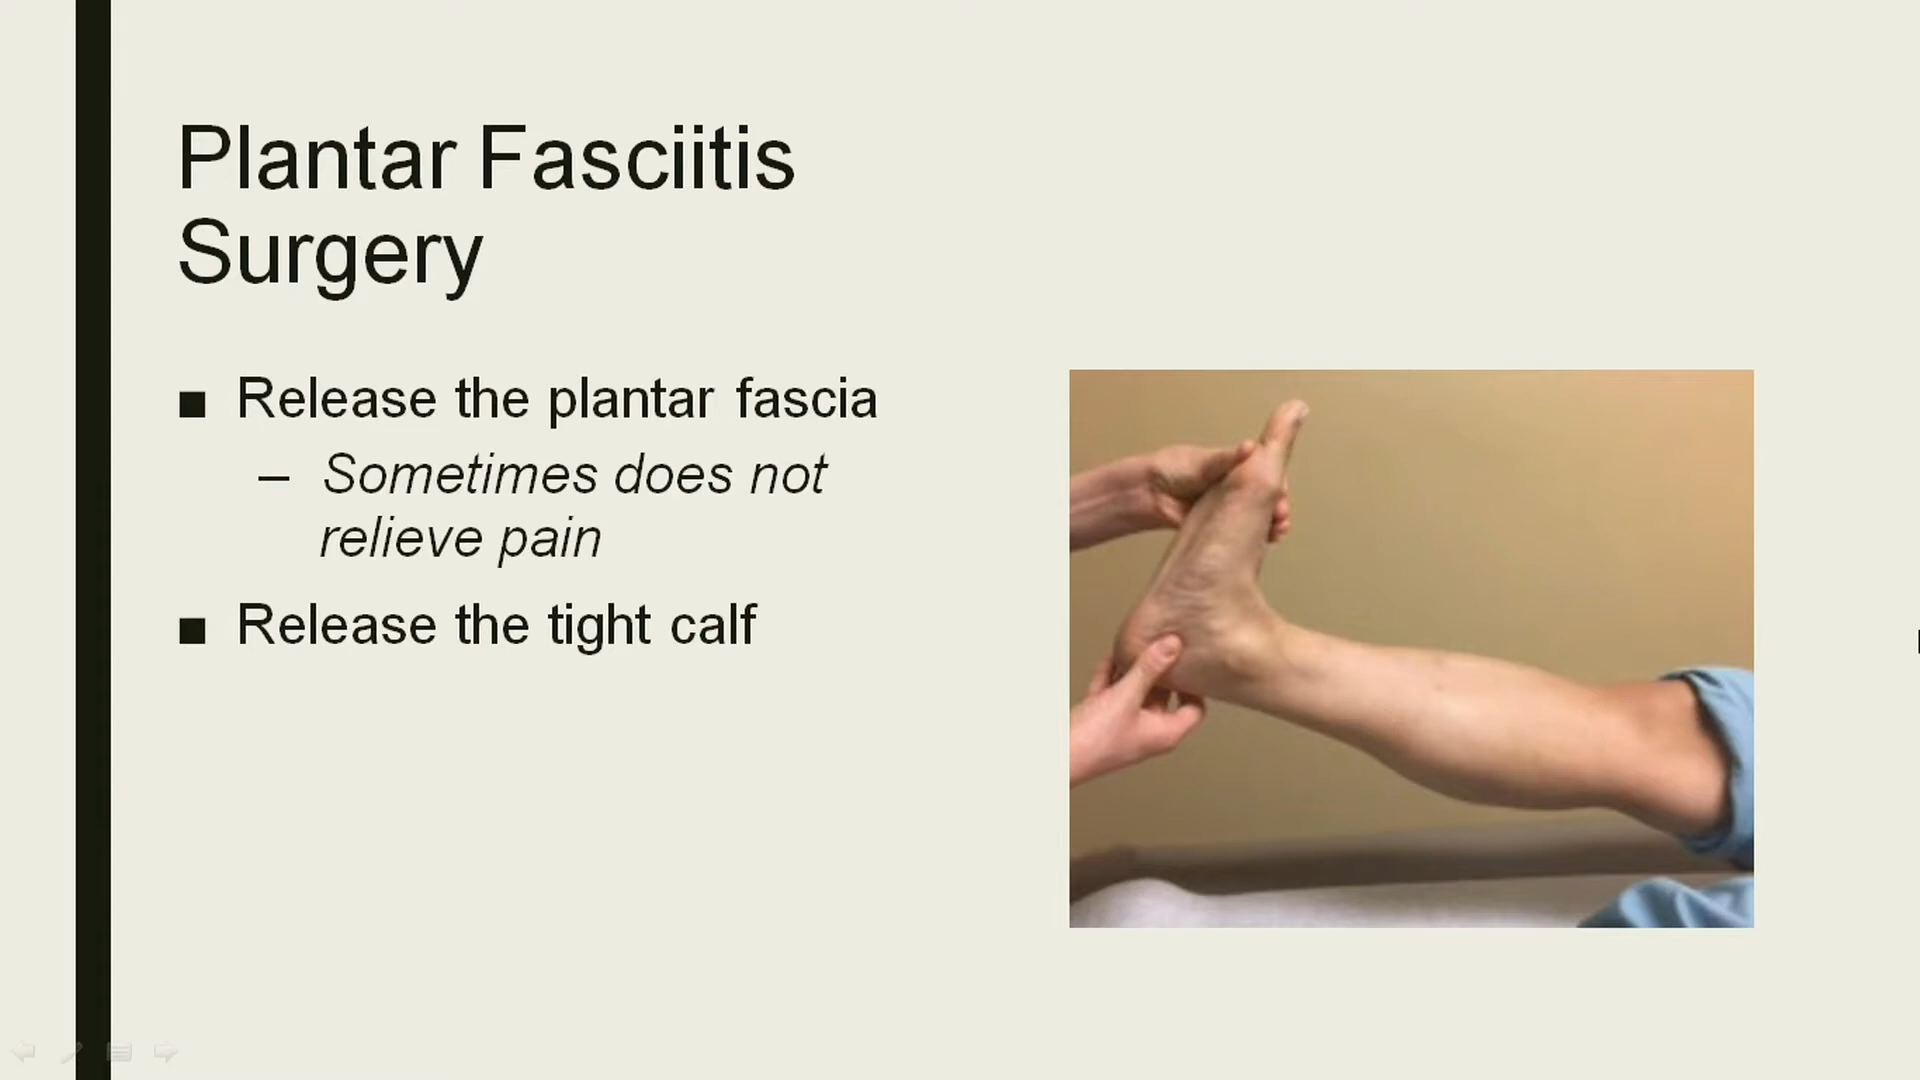 Plantar Fasciitis
Surgery
■ Release the plantar fascia
– Sometimes does not
relieve pain
■ Release the tight calf